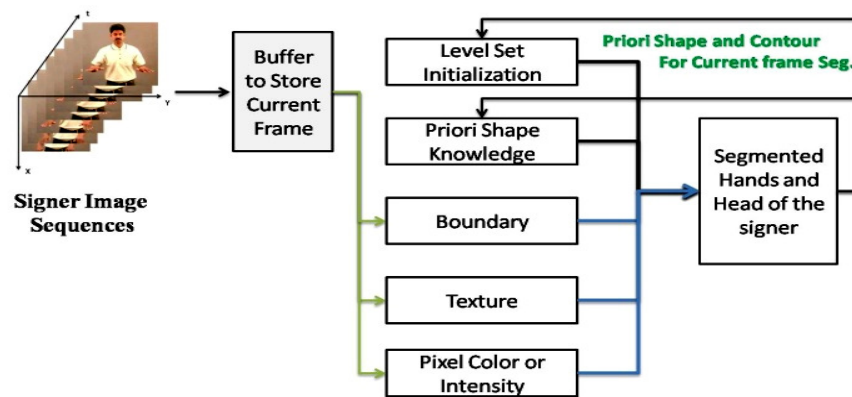 t
Y
X
Signer Image
Sequences
Buffer
to Store
Current
Frame
Level Set
Initialization
Priori Shape
Knowledge
Boundary
Texture
Pixel Color or
Intensity
Priori Shape and Contour
For Current frame Seg.
Segmented
Hands and
Head of the
signer